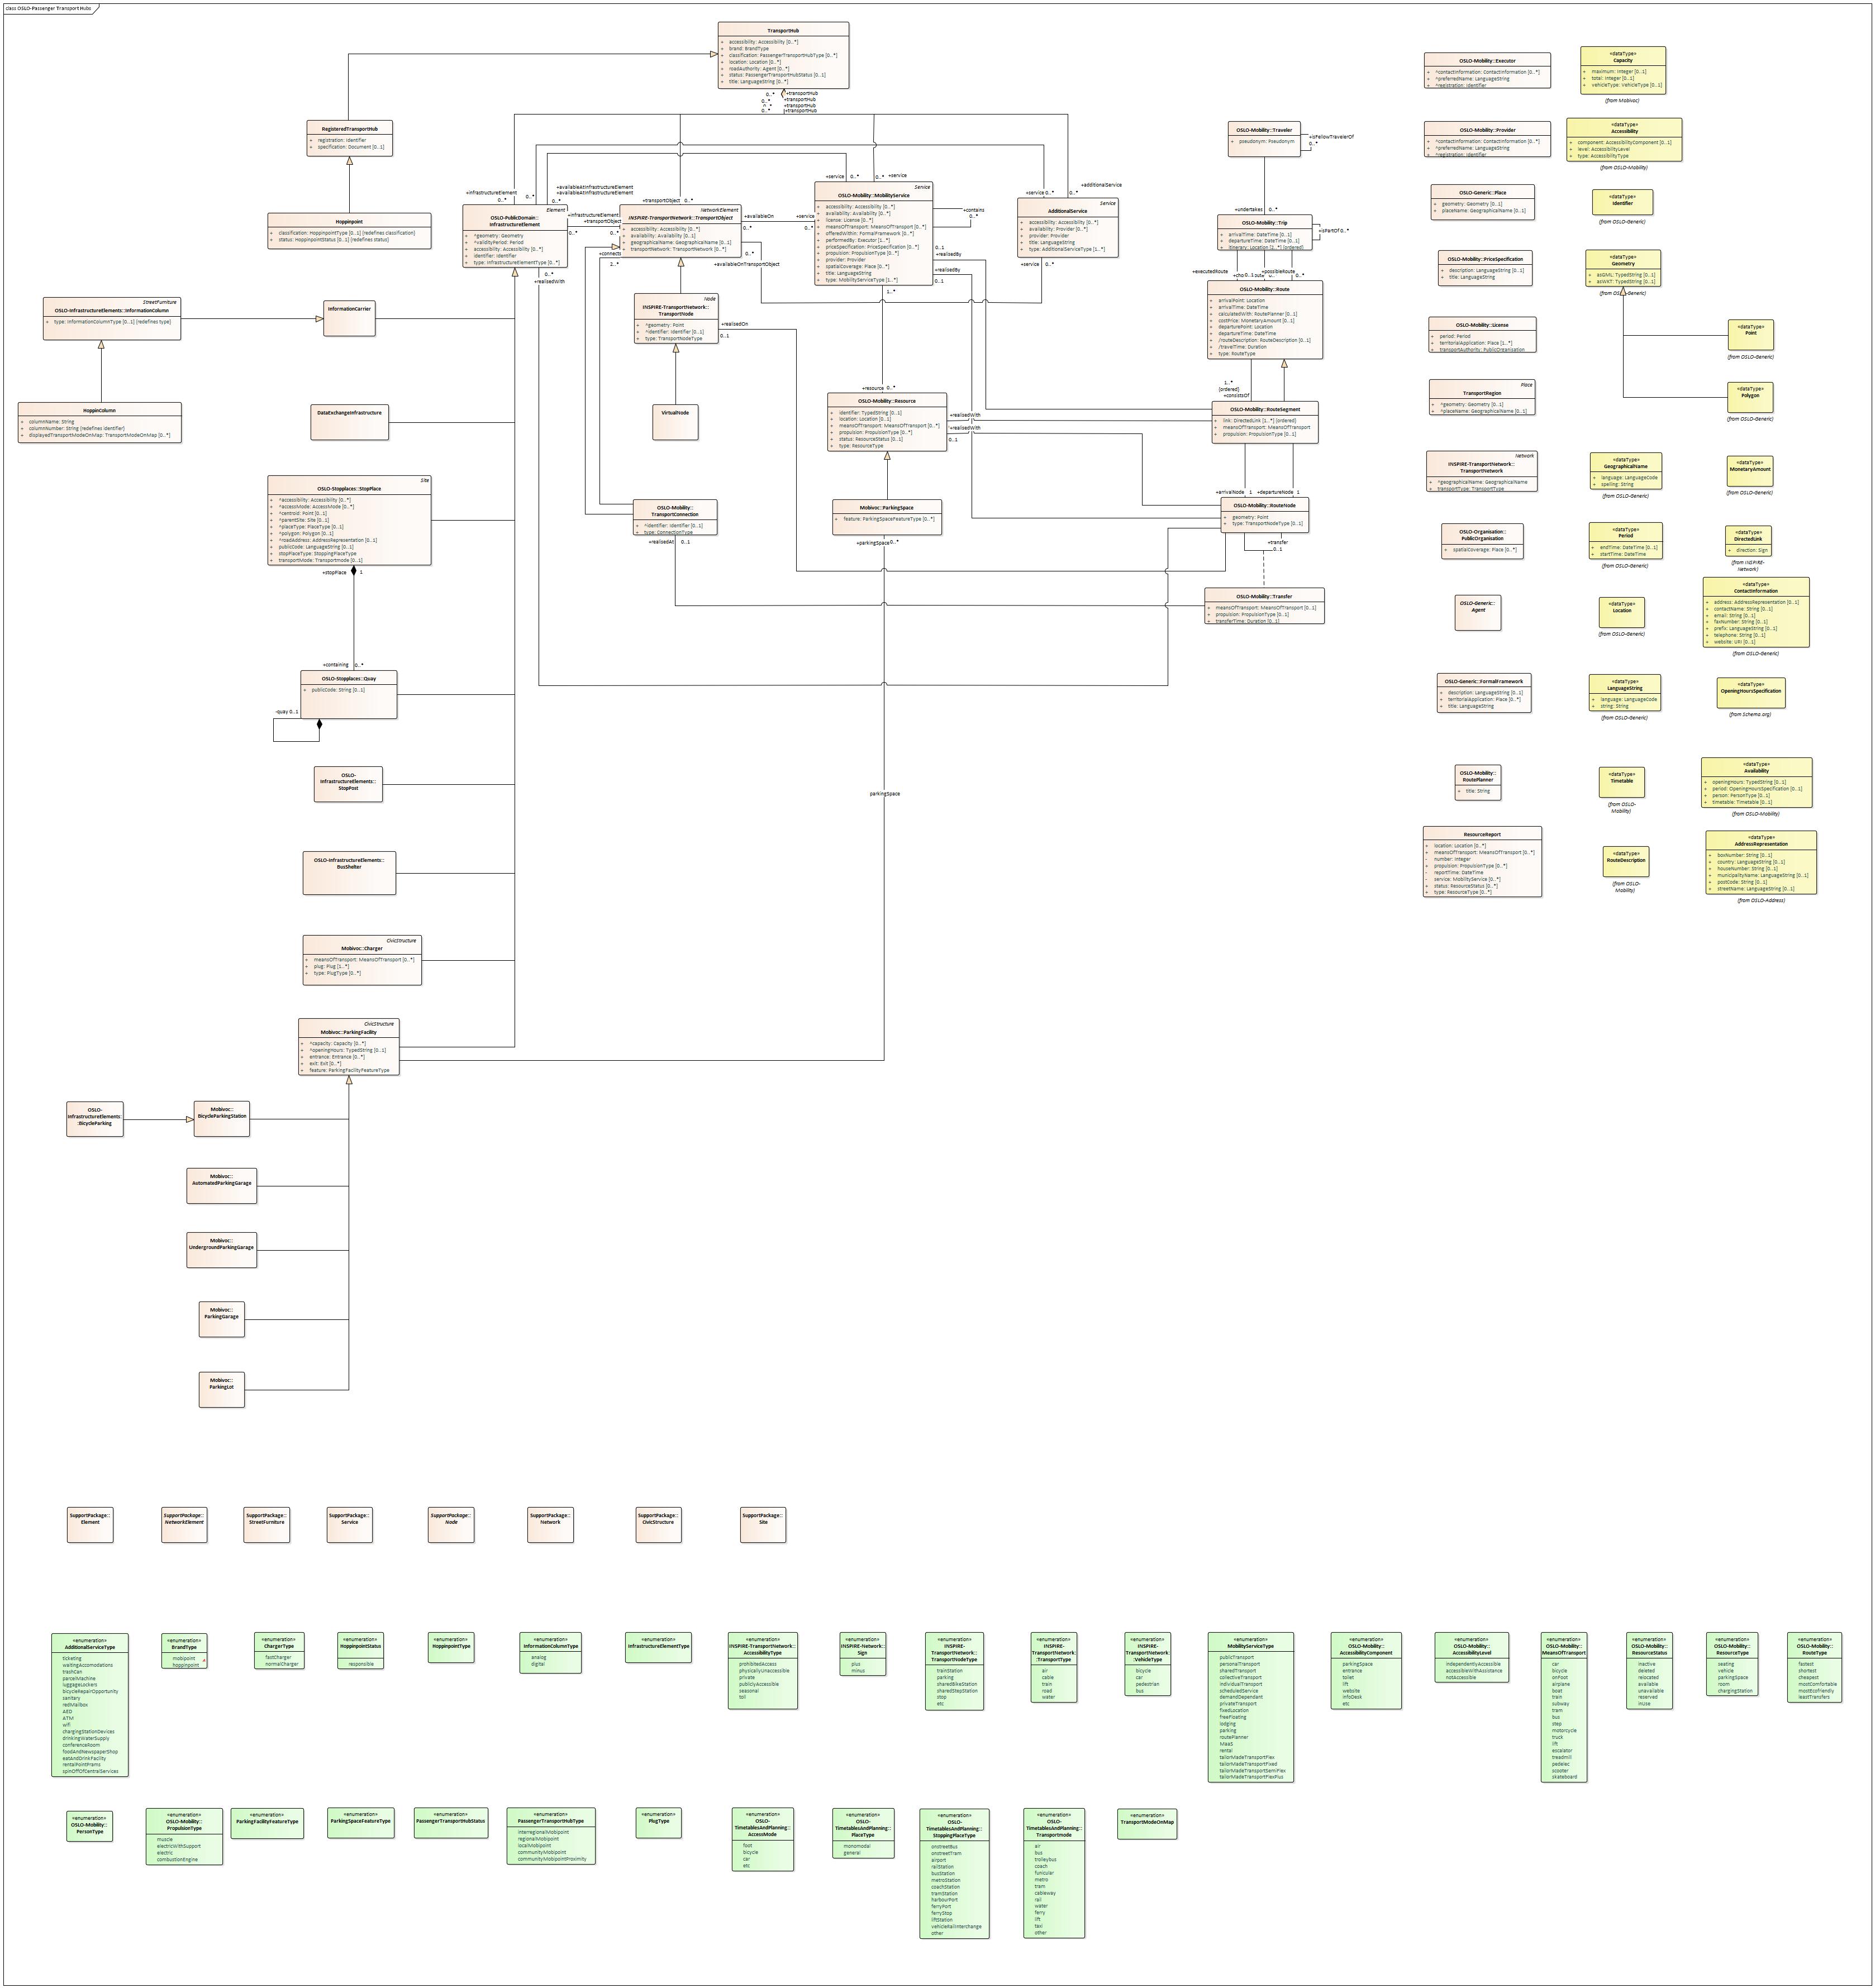 class OSLO-Passenger Transport Hubs
TransportHub
+ accessibility: Accessibility [0..*]
+ brand: BrandType
+ classification: PassengerTransportHubType [0..*]
+ location: Location [0..*]
+ roadAuthority: Agent [0..*]
+ status: PassengerTransportHubStatus [0..1]
+ title: LanguageString [0..*]
0..* +transportHub
0..* +transportHub
0..* +transportHub
0..* +transportHub
RegisteredTransportHub
+ registration: Identifier
+ specification: Document [0..1]
Hoppinpoint
+ classification: HoppinpointType [0..1] {redefines classification}
+ status: HoppinpointStatus [0..1] {redefines status}
+infrastructureElement
0..*
0..*
+availableAtInfrastructureElement
+availableAtInfrastructureElement
0..*
+transportObject 0..*
+service 0..*
0..* +service
+service 0..*
+additionalService
0..*
Element
OSLO-PublicDomain::
InfrastructureElement
+ ^geometry: Geometry
+ ^validityPeriod: Period
+ accessibility: Accessibility [0..*]
+ identifier: Identifier
+ type: InfrastructureElementType [0..*]
+infrastructureElement
+transportObject
0..*
0..*
0..*
+realisedWith
NetworkElement
INSPIRE-TransportNetwork::TransportObject
+ accessibility: Accessibility [0..*]
+ availability: Availability [0..1]
+ geographicalName: GeographicalName [0..*]
+ transportNetwork: TransportNetwork [0..*]
+connects
2..*
+availableOn
0..*
+service
0..*
0..*
+availableOnTransportObject
Service
OSLO-Mobility::MobilityService
+ accessibility: Accessibility [0..*]
+ availability: Availability [0..*]
+ license: License [0..*]
+ meansOfTransport: MeansOfTransport [0..*]
+ offeredWithin: FormalFramework [0..*]
+ performedBy: Executor [1..*]
+ priceSpecification: PriceSpecification [0..*]
+ propulsion: PropulsionType [0..*]
+ provider: Provider
+ spatialCoverage: Place [0..*]
+ title: LanguageString
+ type: MobilityServiceType [1..*]
+contains
0..*
0..1
+realisedBy
+realisedBy
0..1
1..*
Service
AdditionalService
+ accessibility: Accessibility [0..*]
+ availability: Provider [0..*]
+ provider: Provider
+ title: LanguageString
+ type: AdditionalServiceType [1..*]
+service 0..*
Node
INSPIRE-TransportNetwork::
TransportNode
+ ^geometry: Point
+ ^identifier: Identifier [0..1]
+ type: TransportNodeType
+realisedOn
0..1
VirtualNode
+resource 0..*
OSLO-Mobility::Resource
+ identifier: TypedString [0..1]
+ location: Location [0..1]
+ meansOfTransport: MeansOfTransport [0..*]
+ propulsion: PropulsionType [0..*]
+ status: ResourceStatus [0..1]
+ type: ResourceType
+realisedWith
0..1
+realisedWith
0..1
Mobivoc::ParkingSpace
+ feature: ParkingSpaceFeatureType [0..*]
+parkingSpace 0..*
OSLO-Mobility::
TransportConnection
+ ^identifier: Identifier [0..1]
+ type: ConnectionType
+realisedAt 0..1
OSLO-Mobility::Traveler
+ pseudonym: Pseudonym
+isFellowTravelerOf
0..*
+undertakes 0..*
OSLO-Mobility::Trip
+ arrivalTime: DateTime [0..1]
+ departureTime: DateTime [0..1]
+ itinerary: Location [2..*] {ordered}
+isPartOf 0..*
+executedRoute
+possibleRoute
0..1
0..*
OSLO-Mobility::Route
+ arrivalPoint: Location
+ arrivalTime: DateTime
+ calculatedWith: RoutePlanner [0..1]
+ costPrice: MonetaryAmount [0..1]
+ departurePoint: Location
+ departureTime: DateTime
+ /routeDescription: RouteDescription [0..1]
+ /travelTime: Duration
+ type: RouteType
1..*
{ordered}
+consistsOf
OSLO-Mobility::RouteSegment
+ link: DirectedLink [1..*] {ordered}
+ meansOfTransport: MeansOfTransport
+ propulsion: PropulsionType [0..1]
+arrivalNode 1
+departureNode 1
OSLO-Mobility::RouteNode
+ geometry: Point
+ type: TransportNodeType [0..1]
+transfer
0..1
OSLO-Mobility::Transfer
+ meansOfTransport: MeansOfTransport [0..1]
+ propulsion: PropulsionType [0..1]
+ transferTime: Duration [0..1]
StreetFurniture
OSLO-InfrastructureElements::InformationColumn
+ type: InformationColumnType [0..1] {redefines type}
InformationCarrier
HoppinColumn
+ columnName: String
+ columnNumber: String {redefines identifier}
+ displayedTransportModeOnMap: TransportModeOnMap [0..*]
DataExchangeInfrastructure
Site
OSLO-Stopplaces::StopPlace
+ ^accessibility: Accessibility [0..*]
+ ^accessMode: AccessMode [0..*]
+ ^centroid: Point [0..1]
+ ^parentSite: Site [0..1]
+ ^placeType: PlaceType [0..1]
+ ^polygon: Polygon [0..1]
+ ^roadAddress: AddressRepresentation [0..1]
+ publicCode: LanguageString [0..1]
+ stopPlaceType: StoppingPlaceType
+ transportMode: Transportmode [0..1]
+stopPlace 1
+containing 0..*
OSLO-Stopplaces::Quay
+ publicCode: String [0..1]
-quay 0..1
OSLO-
InfrastructureElements::
StopPost
OSLO-InfrastructureElements::
BusShelter
CivicStructure
Mobivoc::Charger
+ meansOfTransport: MeansOfTransport [0..*]
+ plug: Plug [1..*]
+ type: PlugType [0..*]
CivicStructure
Mobivoc::ParkingFacility
+ ^capacity: Capacity [0..*]
+ ^openingHours: TypedString [0..1]
+ entrance: Entrance [0..*]
+ exit: Exit [0..*]
+ feature: ParkingFacilityFeatureType
parkingSpace
OSLO-
InfrastructureElements:
:BicycleParking
Mobivoc::
BicycleParkingStation
Mobivoc::
AutomatedParkingGarage
Mobivoc::
UndergroundParkingGarage
Mobivoc::
ParkingGarage
Mobivoc::
ParkingLot
OSLO-Mobility::Executor
+ ^contactInformation: ContactInformation [0..*]
+ ^preferredName: LanguageString
+ ^registration: Identifier
«dataType»
Capacity
+ maximum: Integer [0..1]
+ total: Integer [0..1]
+ vehicleType: VehicleType [0..1]
(from Mobivoc)
OSLO-Mobility::Provider
+ ^contactInformation: ContactInformation [0..*]
+ ^preferredName: LanguageString
+ ^registration: Identifier
«dataType»
Accessibility
+ component: AccessibilityComponent [0..1]
+ level: AccessibilityLevel
+ type: AccessibilityType
(from OSLO-Mobility)
OSLO-Generic::Place
+ geometry: Geometry [0..1]
+ placeName: GeographicalName [0..1]
«dataType»
Identifier
(from OSLO-Generic)
OSLO-Mobility::PriceSpecification
+ description: LanguageString [0..1]
+ title: LanguageString
«dataType»
Geometry
+ asGML: TypedString [0..1]
+ asWKT: TypedString [0..1]
(from OSLO-Generic)
OSLO-Mobility::License
+ period: Period
+ territorialApplication: Place [1..*]
+ transportAuthority: PublicOrganisation
«dataType»
Point
(from OSLO-Generic)
Place
TransportRegion
+ ^geometry: Geometry [0..1]
+ ^placeName: GeographicalName [0..1]
«dataType»
Polygon
(from OSLO-Generic)
Network
INSPIRE-TransportNetwork::
TransportNetwork
+ ^geographicalName: GeographicalName
+ transportType: TransportType
«dataType»
GeographicalName
+ language: LanguageCode
+ spelling: String
(from OSLO-Generic)
«dataType»
MonetaryAmount
(from OSLO-Generic)
OSLO-Organisation::
PublicOrganisation
+ spatialCoverage: Place [0..*]
«dataType»
Period
+ endTime: DateTime [0..1]
+ startTime: DateTime
(from OSLO-Generic)
«dataType»
DirectedLink
+ direction: Sign
(from INSPIRE-
Network)
OSLO-Generic::
Agent
«dataType»
Location
(from OSLO-Generic)
«dataType»
ContactInformation
+ address: AddressRepresentation [0..1]
+ contactName: String [0..1]
+ email: String [0..1]
+ faxNumber: String [0..1]
+ prefix: LanguageString [0..1]
+ telephone: String [0..1]
+ website: URI [0..1]
(from OSLO-Generic)
OSLO-Generic::FormalFramework
+ description: LanguageString [0..1]
+ territorialApplication: Place [0..*]
+ title: LanguageString
«dataType»
LanguageString
+ language: LanguageCode
+ string: String
(from OSLO-Generic)
«dataType»
OpeningHoursSpecification
(from Schema.org)
OSLO-Mobility::
RoutePlanner
+ title: String
«dataType»
Timetable
(from OSLO-
Mobility)
«dataType»
Availability
+ openingHours: TypedString [0..1]
+ period: OpeningHoursSpecification [0..1]
+ person: PersonType [0..1]
+ timetable: Timetable [0..1]
(from OSLO-Mobility)
ResourceReport
+ location: Location [0..*]
+ meansOfTransport: MeansOfTransport [0..*]
- number: Integer
+ propulsion: PropulsionType [0..*]
- reportTime: DateTime
- service: MobilityService [0..*]
+ status: ResourceStatus [0..*]
+ type: ResourceType [0..*]
«dataType»
RouteDescription
(from OSLO-
Mobility)
«dataType»
AddressRepresentation
+ boxNumber: String [0..1]
+ country: LanguageString [0..1]
+ houseNumber: String [0..1]
+ municipalityName: LanguageString [0..1]
+ postCode: String [0..1]
+ streetName: LanguageString [0..1]
(from OSLO-Address)
SupportPackage::
Element
SupportPackage::
NetworkElement
SupportPackage::
StreetFurniture
SupportPackage::
Service
SupportPackage::
Node
SupportPackage::
Network
SupportPackage::
CivicStructure
SupportPackage::
Site
«enumeration»
AdditionalServiceType
ticketing
waitingAccomodations
trashCan
parcelMachine
luggageLockers
bicycleRepairOpportunity
sanitary
redMailbox
AED
ATM
wifi
chargingStationDevices
drinkingWaterSupply
conferenceRoom
foodAndNewspaperShop
eatAndDrinkFacility
rentalPointPrams
spinOffOfCentralServices
«enumeration»
BrandType
mobipoint
hoppinpoint
«enumeration»
ChargerType
fastCharger
normalCharger
«enumeration»
HoppinpointStatus
responsible
«enumeration»
HoppinpointType
«enumeration»
InformationColumnType
analog
digital
«enumeration»
InfrastructureElementType
«enumeration»
INSPIRE-TransportNetwork::
AccessibilityType
prohibitedAccess
physicallyUnaccessible
private
publiclyAccessible
seasonal
toll
«enumeration»
INSPIRE-Network::
Sign
plus
minus
«enumeration»
INSPIRE-
TransportNetwork::
TransportNodeType
trainStation
parking
sharedBikeStation
sharedStepStation
stop
etc
«enumeration»
INSPIRE-
TransportNetwork:
:TransportType
air
cable
train
road
water
«enumeration»
INSPIRE-
TransportNetwork:
:VehicleType
bicycle
car
pedestrian
bus
«enumeration»
MobilityServiceType
publicTransport
personalTransport
sharedTransport
collectiveTransport
individualTransport
scheduledService
demandDependant
privateTransport
fixedLocation
freeFloating
lodging
parking
routePlanner
MaaS
rental
tailorMadeTransportFlex
tailorMadeTransportFixed
tailorMadeTransportSemiFlex
tailorMadeTransportFlexPlus
«enumeration»
OSLO-Mobility::
AccessibilityComponent
parkingSpace
entrance
toilet
lift
website
infoDesk
etc
«enumeration»
OSLO-Mobility::
AccessibilityLevel
independentlyAccessible
accessibleWithAssistance
notAccessible
«enumeration»
OSLO-Mobility::
MeansOfTransport
car
bicycle
onFoot
airplane
boat
train
subway
tram
bus
step
motorcycle
truck
lift
escalator
treadmill
pedelec
scooter
skateboard
«enumeration»
OSLO-Mobility::
ResourceStatus
inactive
deleted
relocated
available
unavailable
reserved
inUse
«enumeration»
OSLO-Mobility::
ResourceType
seating
vehicle
parkingSpace
room
chargingStation
«enumeration»
OSLO-Mobility::
RouteType
fastest
shortest
cheapest
mostComfortable
mostEcoFriendly
leastTransfers
«enumeration»
OSLO-Mobility::
PersonType
«enumeration»
OSLO-Mobility::
PropulsionType
muscle
electricWithSupport
electric
combustionEngine
«enumeration»
ParkingFacilityFeatureType
«enumeration»
ParkingSpaceFeatureType
«enumeration»
PassengerTransportHubStatus
«enumeration»
PassengerTransportHubType
interregionalMobipoint
regionalMobipoint
localMobipoint
communityMobipoint
communityMobipointProximity
«enumeration»
PlugType
«enumeration»
OSLO-
TimetablesAndPlanning::
AccessMode
foot
bicycle
car
etc
«enumeration»
OSLO-
TimetablesAndPlanning::
PlaceType
monomodal
general
«enumeration»
OSLO-
TimetablesAndPlanning::
StoppingPlaceType
onstreetBus
onstreetTram
airport
railStation
busStation
metroStation
coachStation
tramStation
harbourPort
ferryPort
ferryStop
liftStation
vehicleRailInterchange
other
«enumeration»
OSLO-
TimetablesAndPlanning::
Transportmode
air
bus
trolleybus
coach
funicular
metro
tram
cableway
rail
water
ferry
lift
taxi
other
«enumeration»
TransportModeOnMap